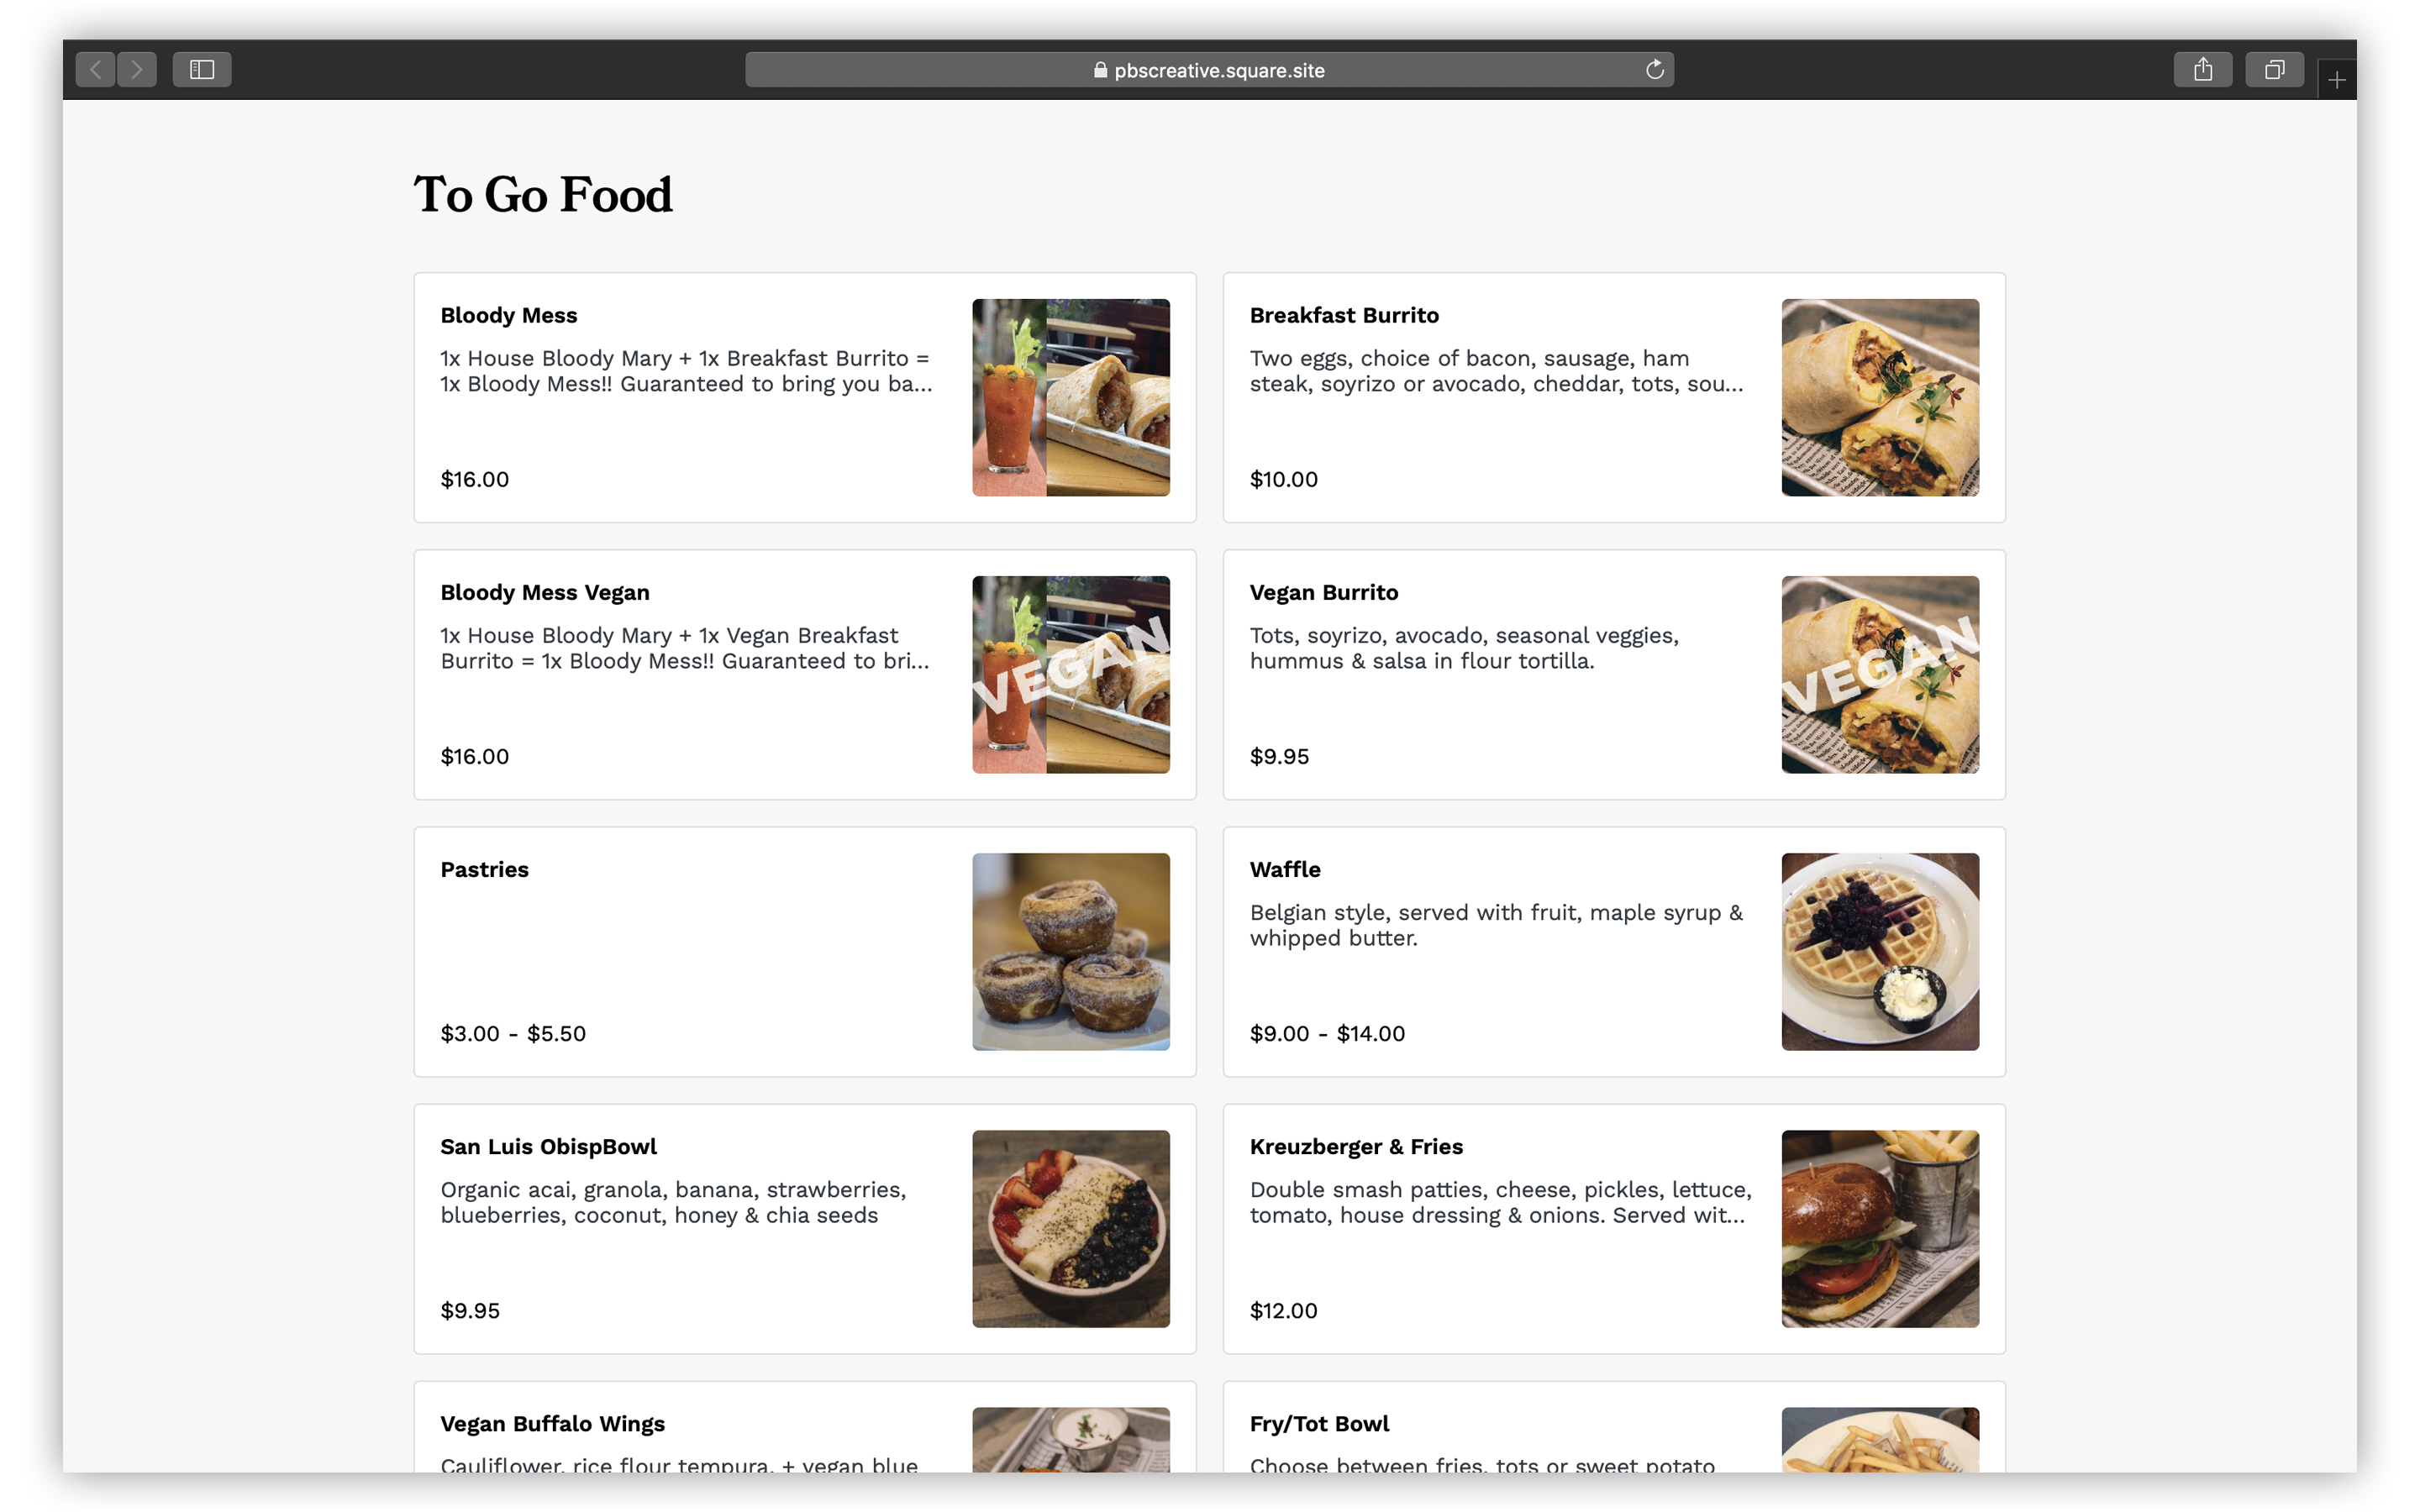 pbscreative.square.site
To Go Food
Bloody Mess
1x House Bloody Mary + 1x Breakfast Burrito =
1x Bloody Mess!! Guaranteed to bring you ba...
$16.00
Breakfast Burrito
Two eggs, choice of bacon, sausage, ham
steak, soyrizo or avocado, cheddar, tots, sou...
$10.00
Bloody Mess Vegan
1x House Bloody Mary + 1x Vegan Breakfast
Burrito = 1x Bloody Mess!! Guaranteed to bri...
$16.00
VEGAN
Vegan Burrito
Tots, soyrizo, avocado, seasonal veggies,
hummus & salsa in flour tortilla.
$9.95
VEGAN
Pastries
$3.00 - $5.50
Waffle
Belgian style, served with fruit, maple syrup &
whipped butter.
$9.00 - $14.00
San Luis ObispBowl
Organic acai, granola, banana, strawberries,
blueberries, coconut, honey & chia seeds
$9.95
Kreuzberger & Fries
Double smash patties, cheese, pickles, lettuce,
tomato, house dressing & onions. Served wit...
$12.00
Vegan Buffalo Wings
Cauliflower, rice flour tempura, + vegan blue
Fry/Tot Bowl
Choose between fries, tots or sweet potato